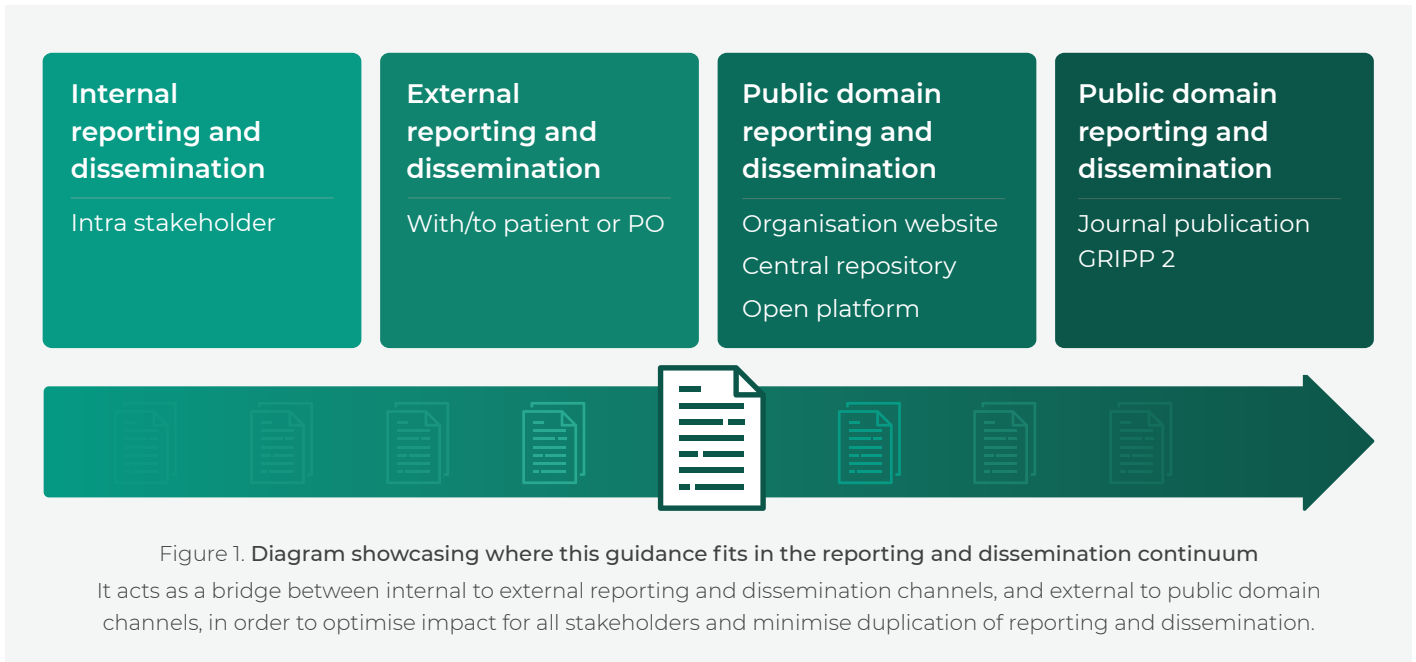 Internal
reporting and
dissemination
Intra stakeholder
External
reporting and
dissemination
With/to patient or PO
Public domain
reporting and
dissemination
Organisation website
Central repository
Open platform
Public domain
reporting and
dissemination
Journal publication
GRIPP 2
Figure 1. Diagram showcasing where this guidance fits in the reporting and dissemination continuum
It acts as a bridge between internal to external reporting and dissemination channels, and external to public domain
channels, in order to optimise impact for all stakeholders and minimise duplication of reporting and dissemination.